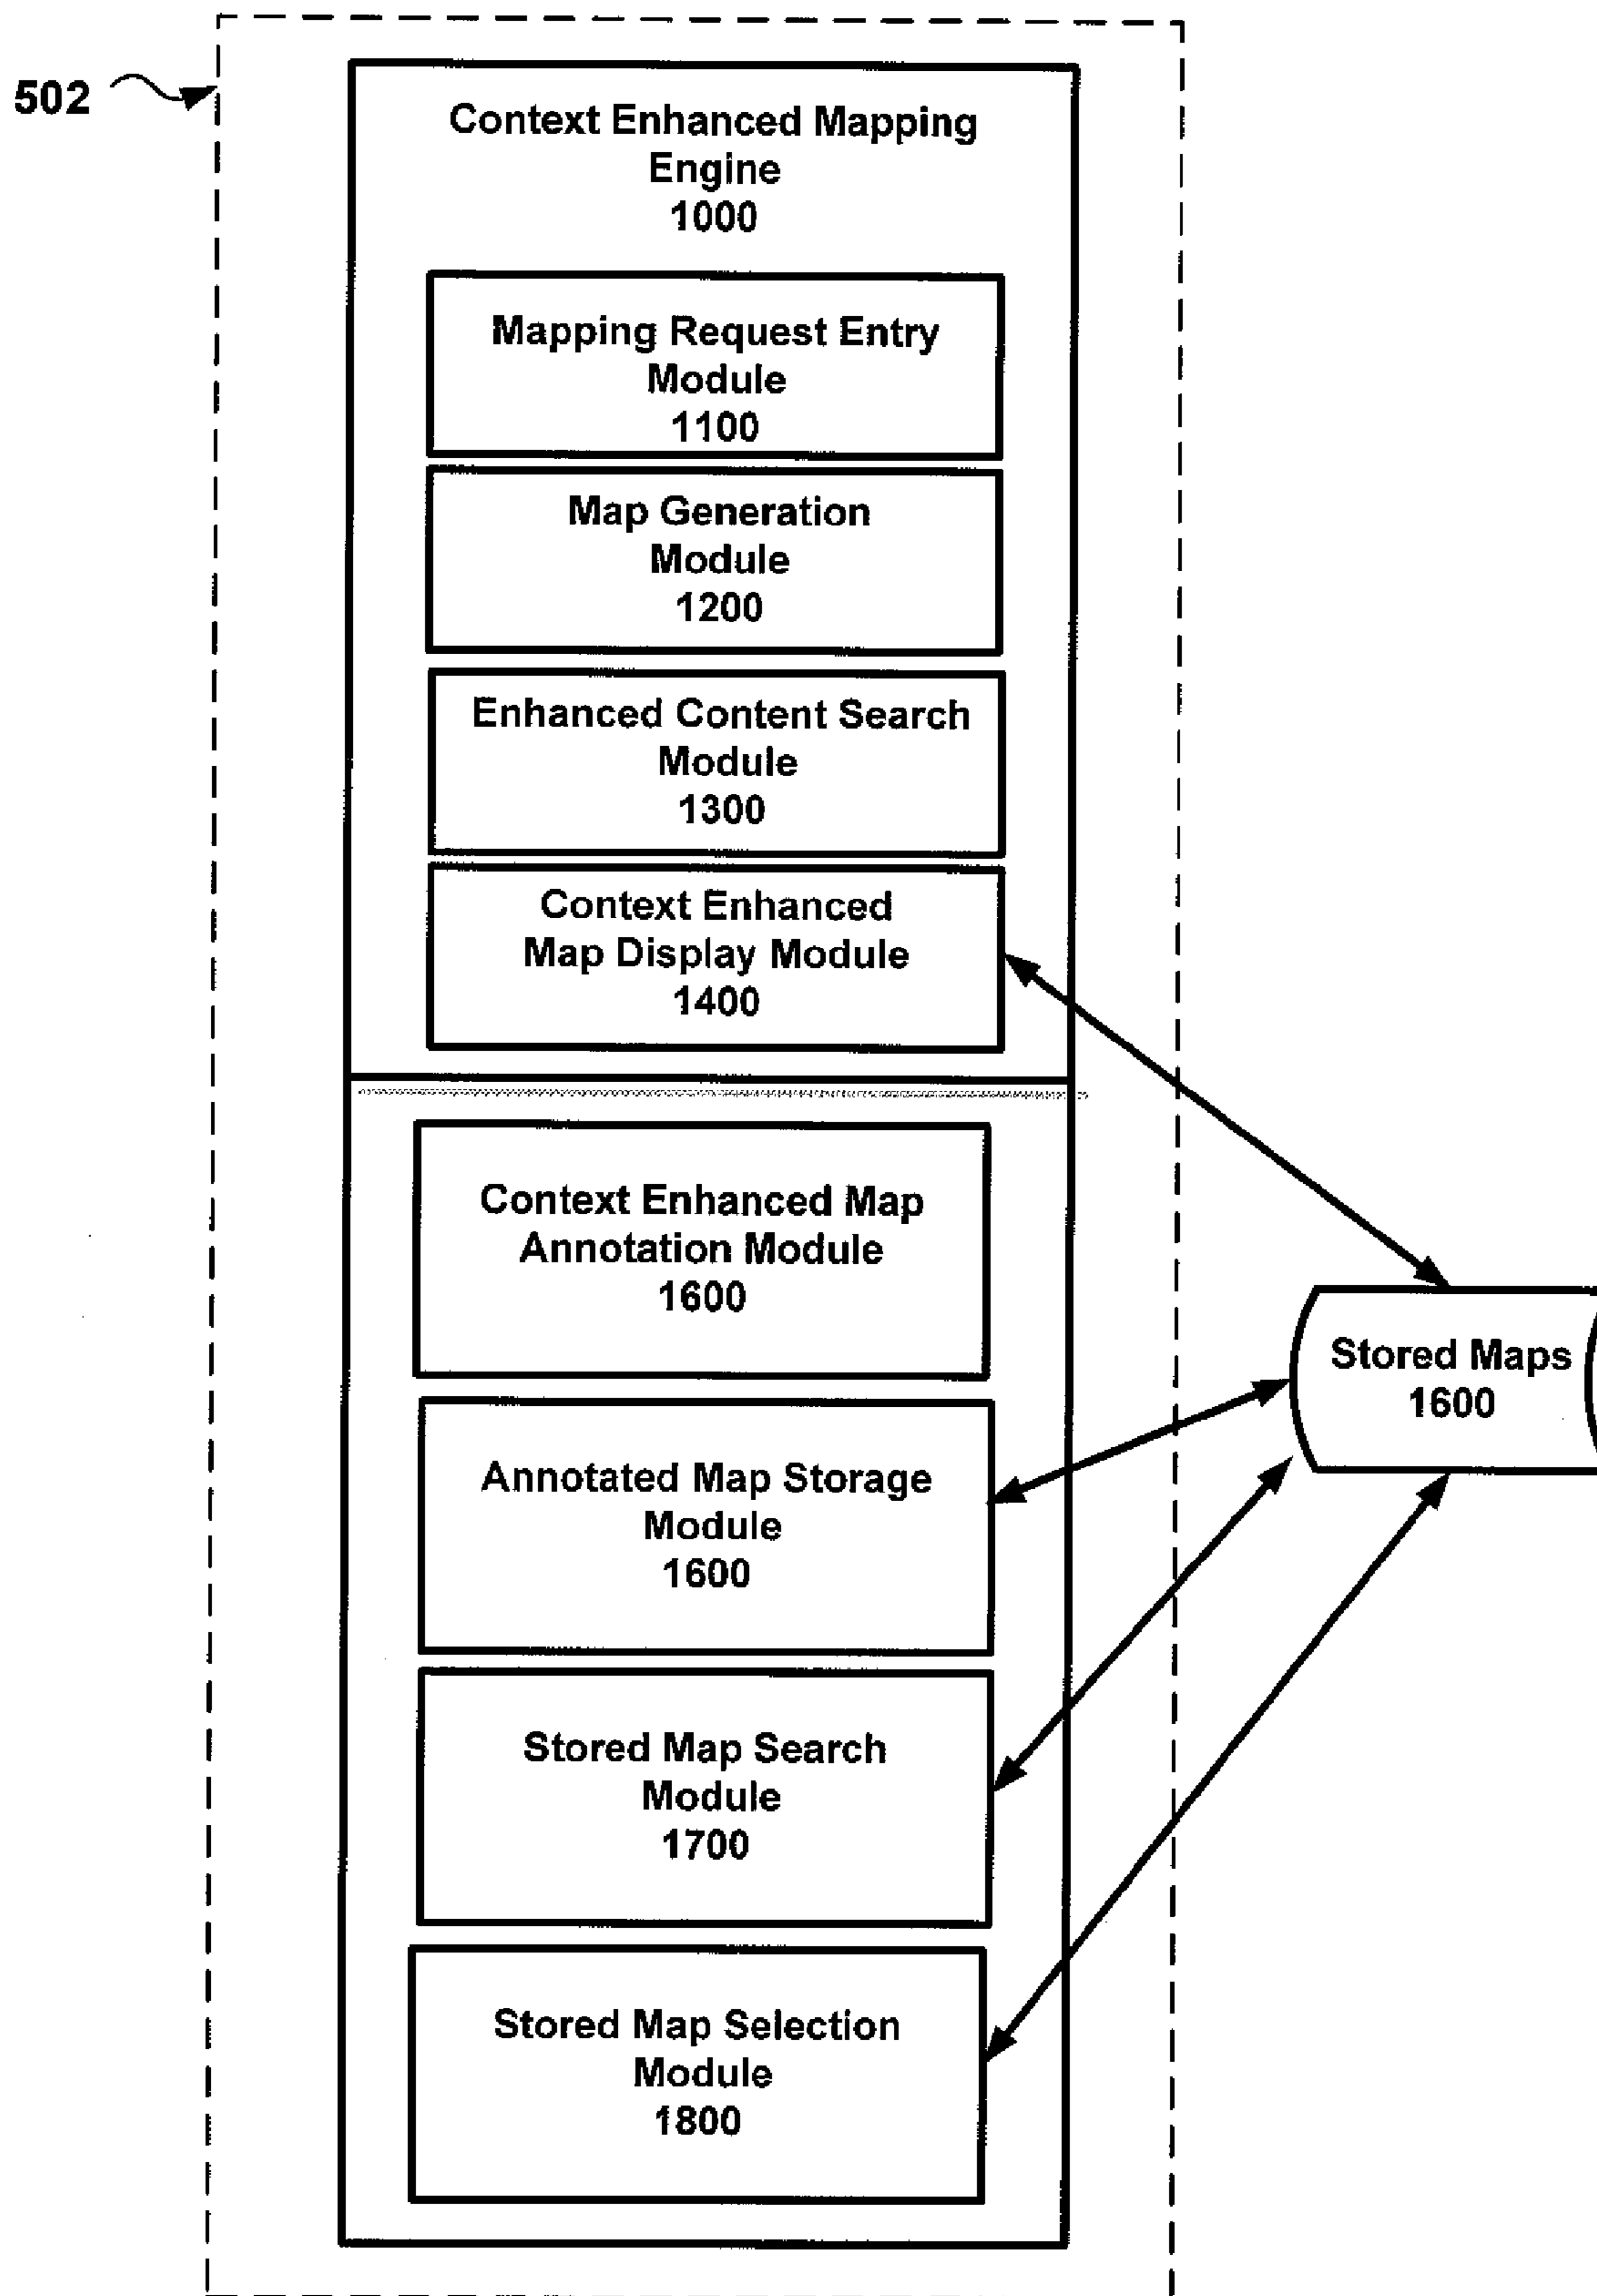 502
Context Enhanced Mapping
Engine
1000
Mapping Request Entry
Module
1100
Map Generation
Module
1200
Enhanced Content Search
Module
1300
Context Enhanced
Map Display Module
1400
Context Enhanced Map
Annotation Module
1600
Stored Maps
1600
Annotated Map Storage
Module
1600
Stored Map Search
Module
1700
Stored Map Selection
Module
1800